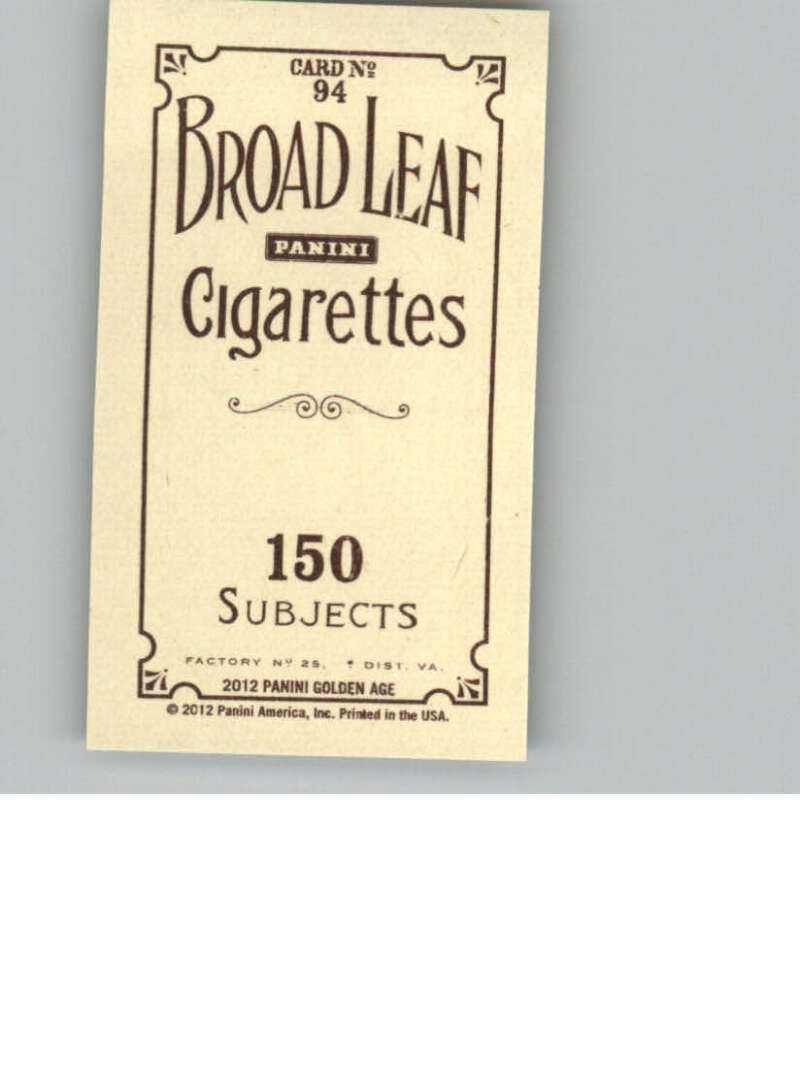 CARD Nº
94
BROAD LEAF
PANINI
Cigarettes
150
SUBJECTS
FACTORY Nº 25, DIST. VA.
2012 PANINI GOLDEN AGE
© 2012 Panini America, Inc. Printed in the USA.